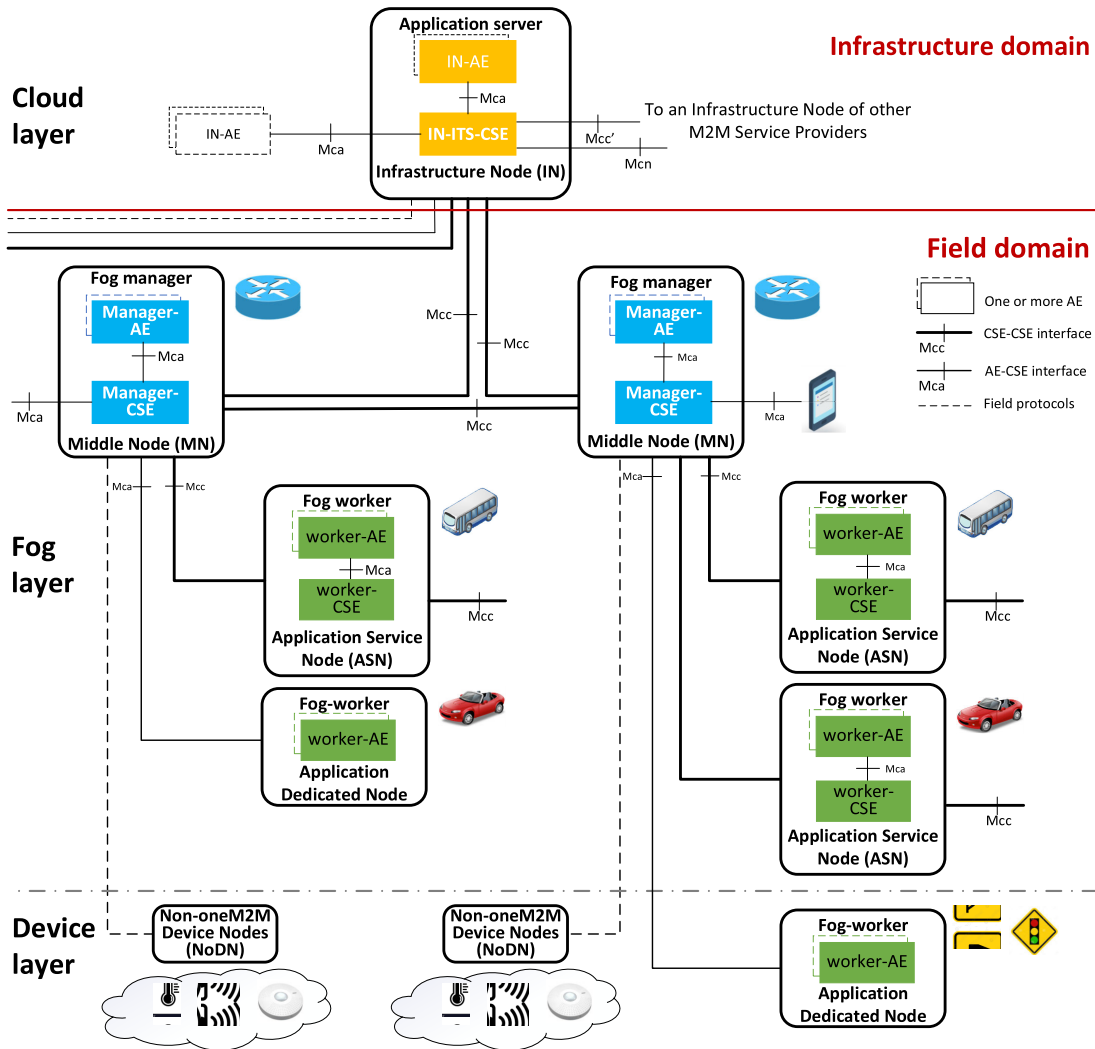 Application server
Infrastructure domain
IN-AE
Cloud
layer
Mca
To an Infrastructure Node of other
M2M Service Providers
IN-AE
Mca
IN-ITS-CSE
Mcc'
Mcn
Infrastructure Node (IN)
Field domain
Fog manager
Manager-
AE
Mca
Manager-
CSE
Mca
Middle Node (MN)
Mcc
Mcc
Mcc
Fog manager
Manager-
AE
Mca
Manager-
CSE
Mca
Middle Node (MN)
One or more AE
CSE-CSE interface
Mcc
AE-CSE interface
Mca
Field protocols
Mca
Mcc
Mca
Mcc
Fog
layer
Fog worker
worker-AE
Mca
worker-
CSE
Mcc
Application Service
Node (ASN)
Fog worker
worker-AE
Mca
worker-
CSE
Mcc
Application Service
Node (ASN)
Fog-worker
worker-AE
Application
Dedicated Node
Fog worker
worker-AE
Mca
worker-
CSE
Mcc
Application Service
Node (ASN)
Device
layer
Non-oneM2M
Device Nodes
(NoDN)
Non-oneM2M
Device Nodes
(NoDN)
Fog-worker
worker-AE
Application
Dedicated Node